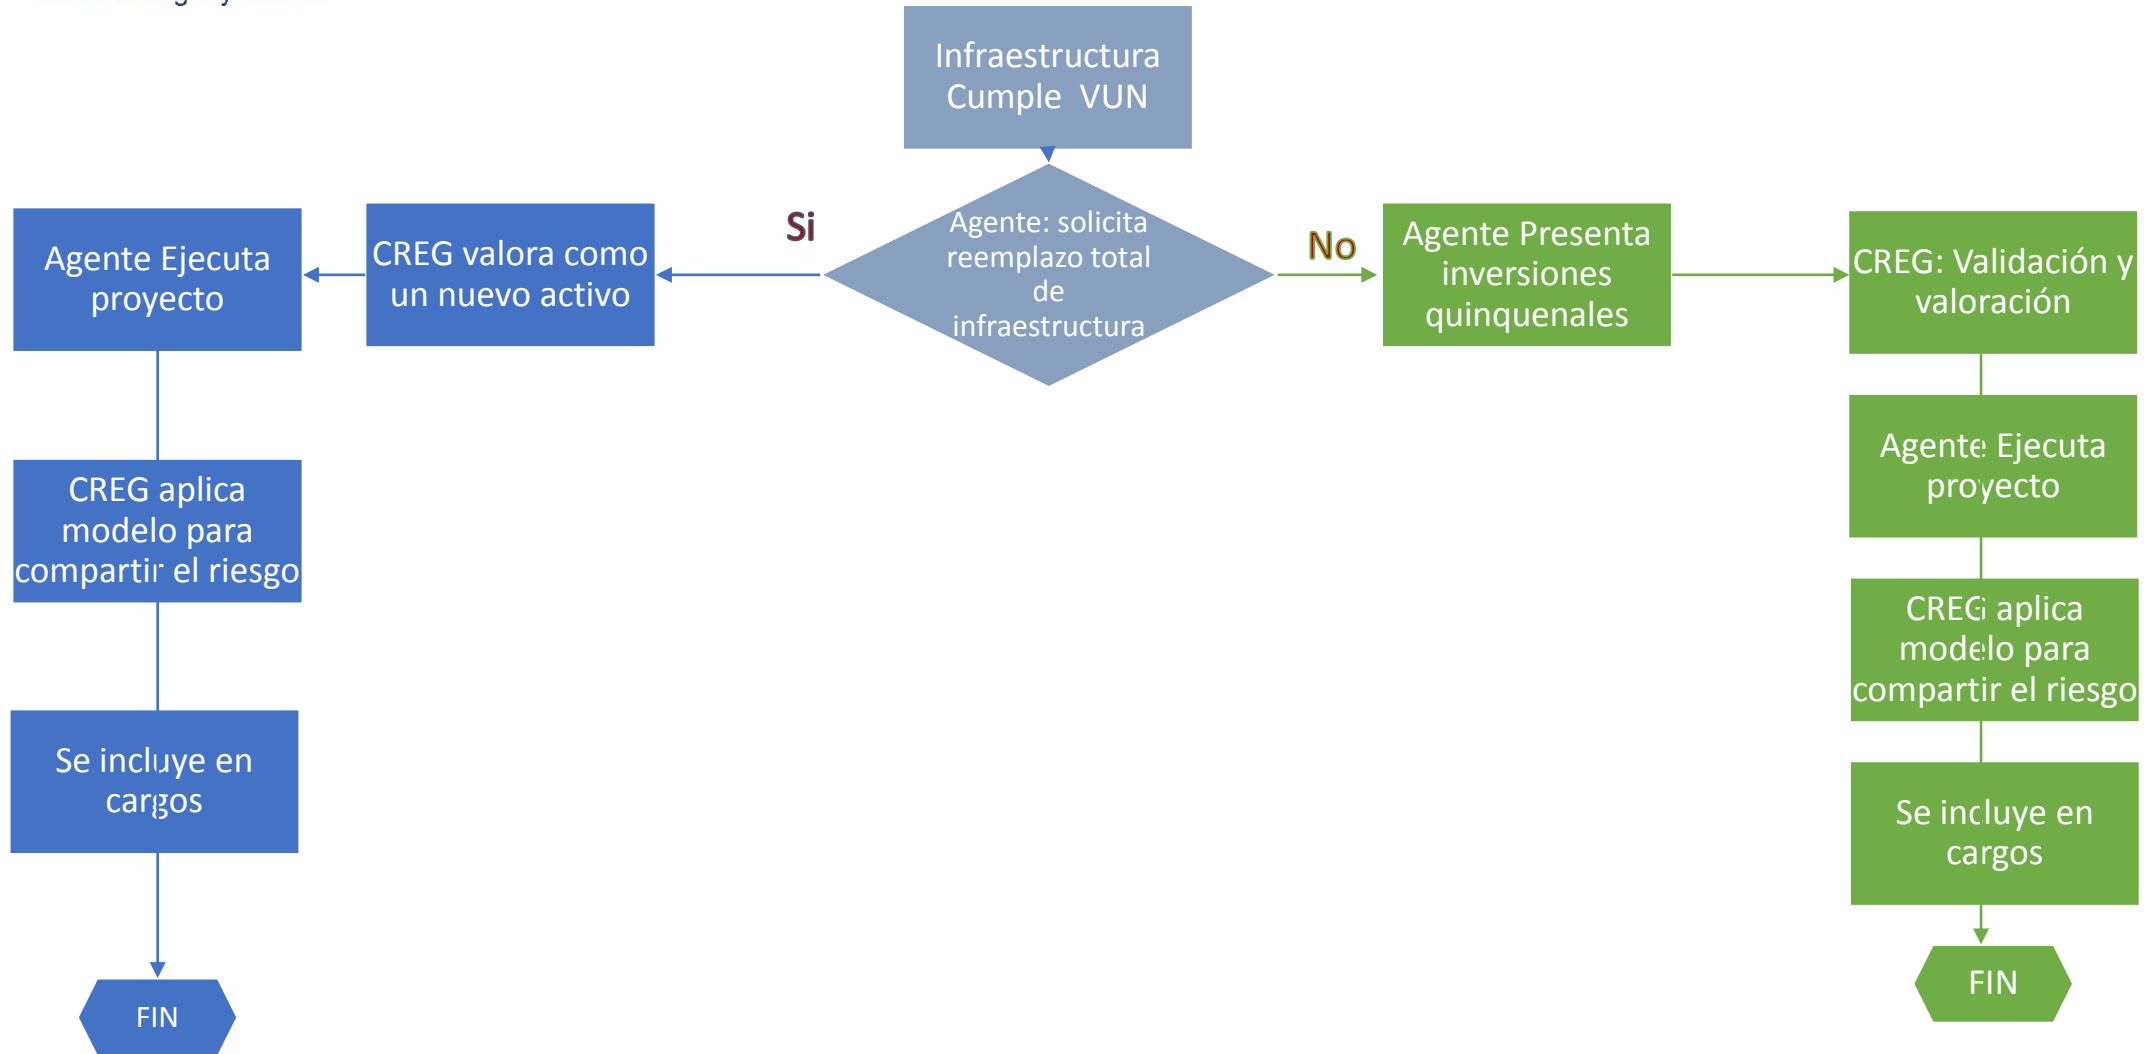 Infraestructura
Cumple VUN
Agente: solicita
reemplazo total
de
infraestructura
Si
No
CREG valora como
un nuevo activo
Agente Ejecuta
proyecto
CREG aplica
modelo para
compartir el riesgo
Se incluye en
cargos
FIN
Agente Presenta
inversiones
quinquenales
CREG: Validación y
valoración
Agente Ejecuta
proyecto
CREG aplica
modelo para
compartir el riesgo
Se incluye en
cargos
FIN